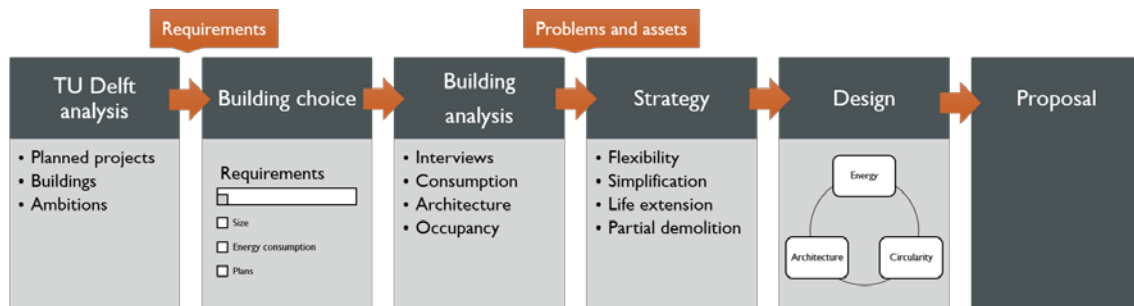 Requirements
Problems and assets
TU Delft
analysis
• Planned projects
• Buildings
• Ambitions
Building choice
Requirements
Size
Energy consumption
Plans
Building
analysis
• Interviews
• Consumption
• Architecture
• Occupancy
Strategy
• Flexibility
• Simplification
• Life extension
• Partial demolition
Design
Energy
Architecture
Circularity
Proposal